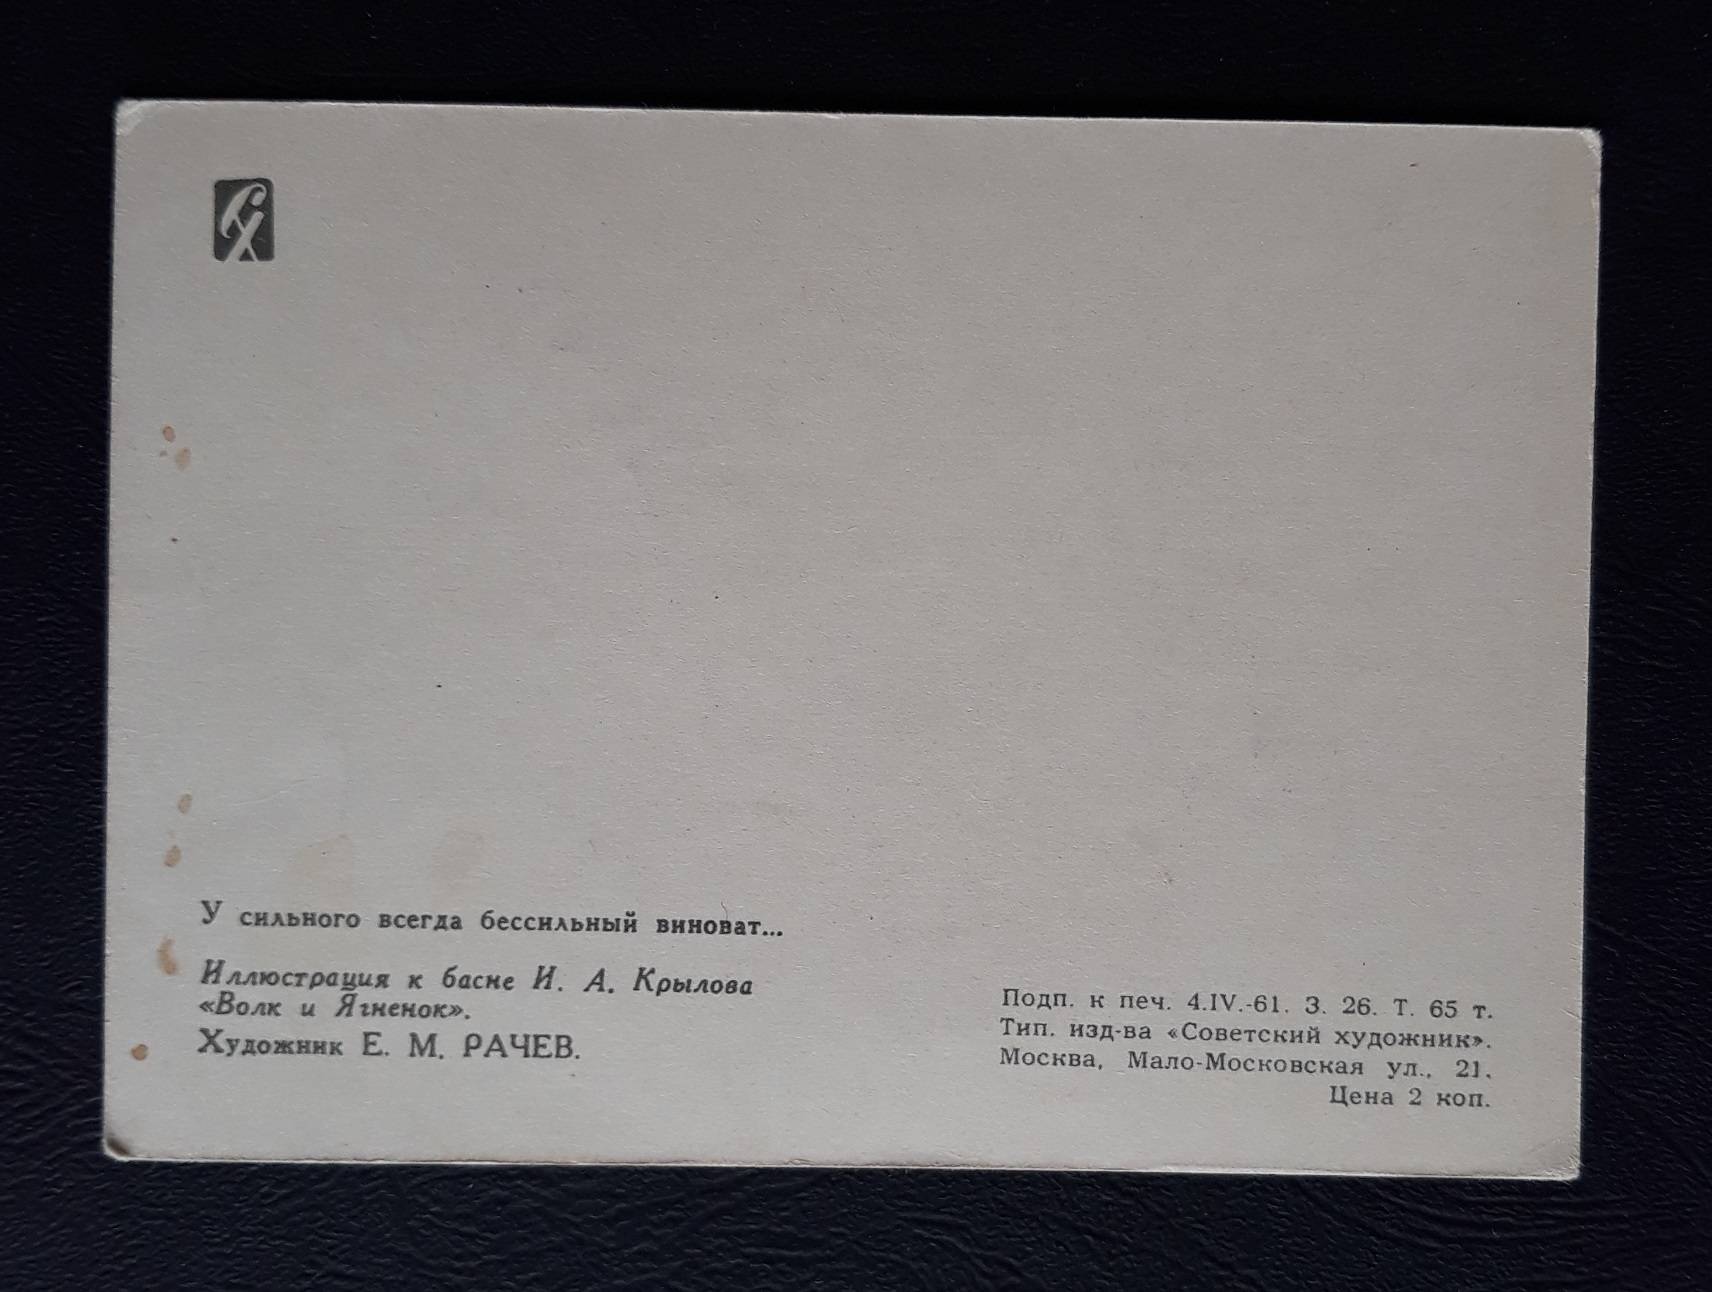 СХ
У сильного всегда бессильный виноват...
Иллюстрация к басне И. А. Крылова
«Волк и Ягненок».
Художник Е. М. РАЧЕВ.
Подп. к печ. 4.IV.-61. З. 26. Т. 65 т.
Тип. изд-ва «Советский художник».
Москва, Мало-Московская ул., 21.
Цена 2 коп.